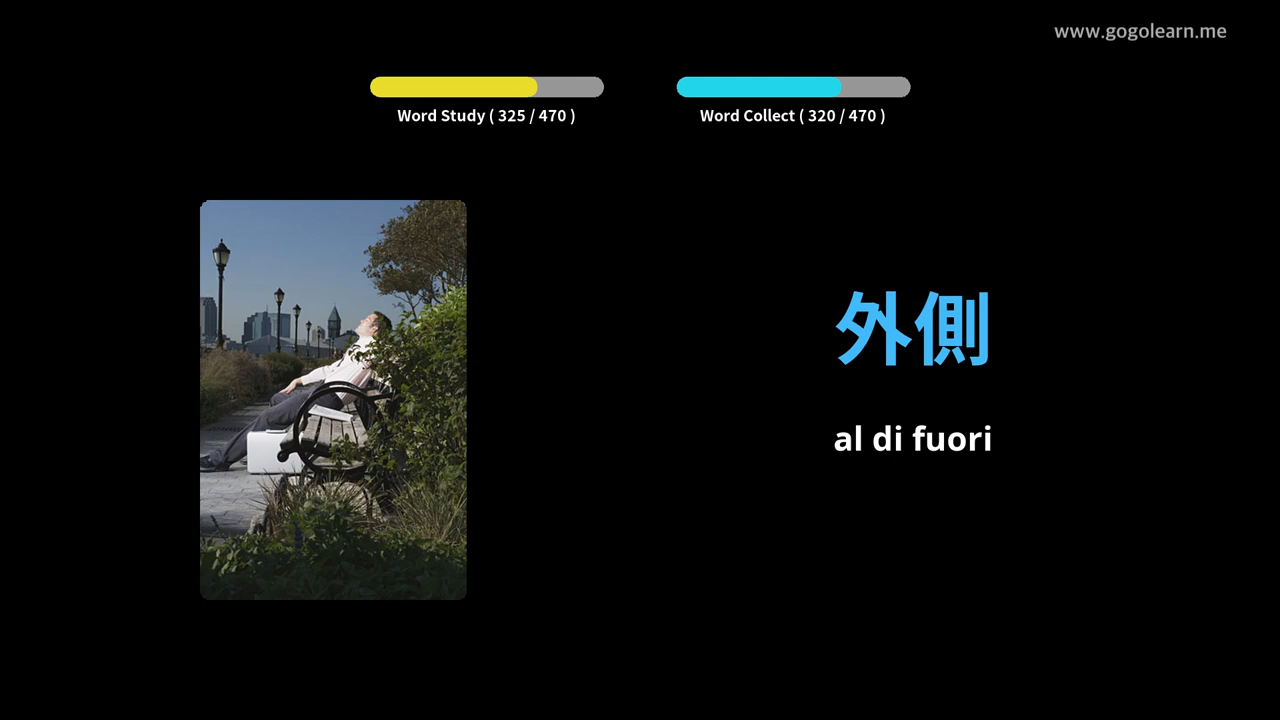 www.gogolearn.me
Word Study ( 325 / 470 )
Word Collect ( 320 / 470 )
外側
al di fuori